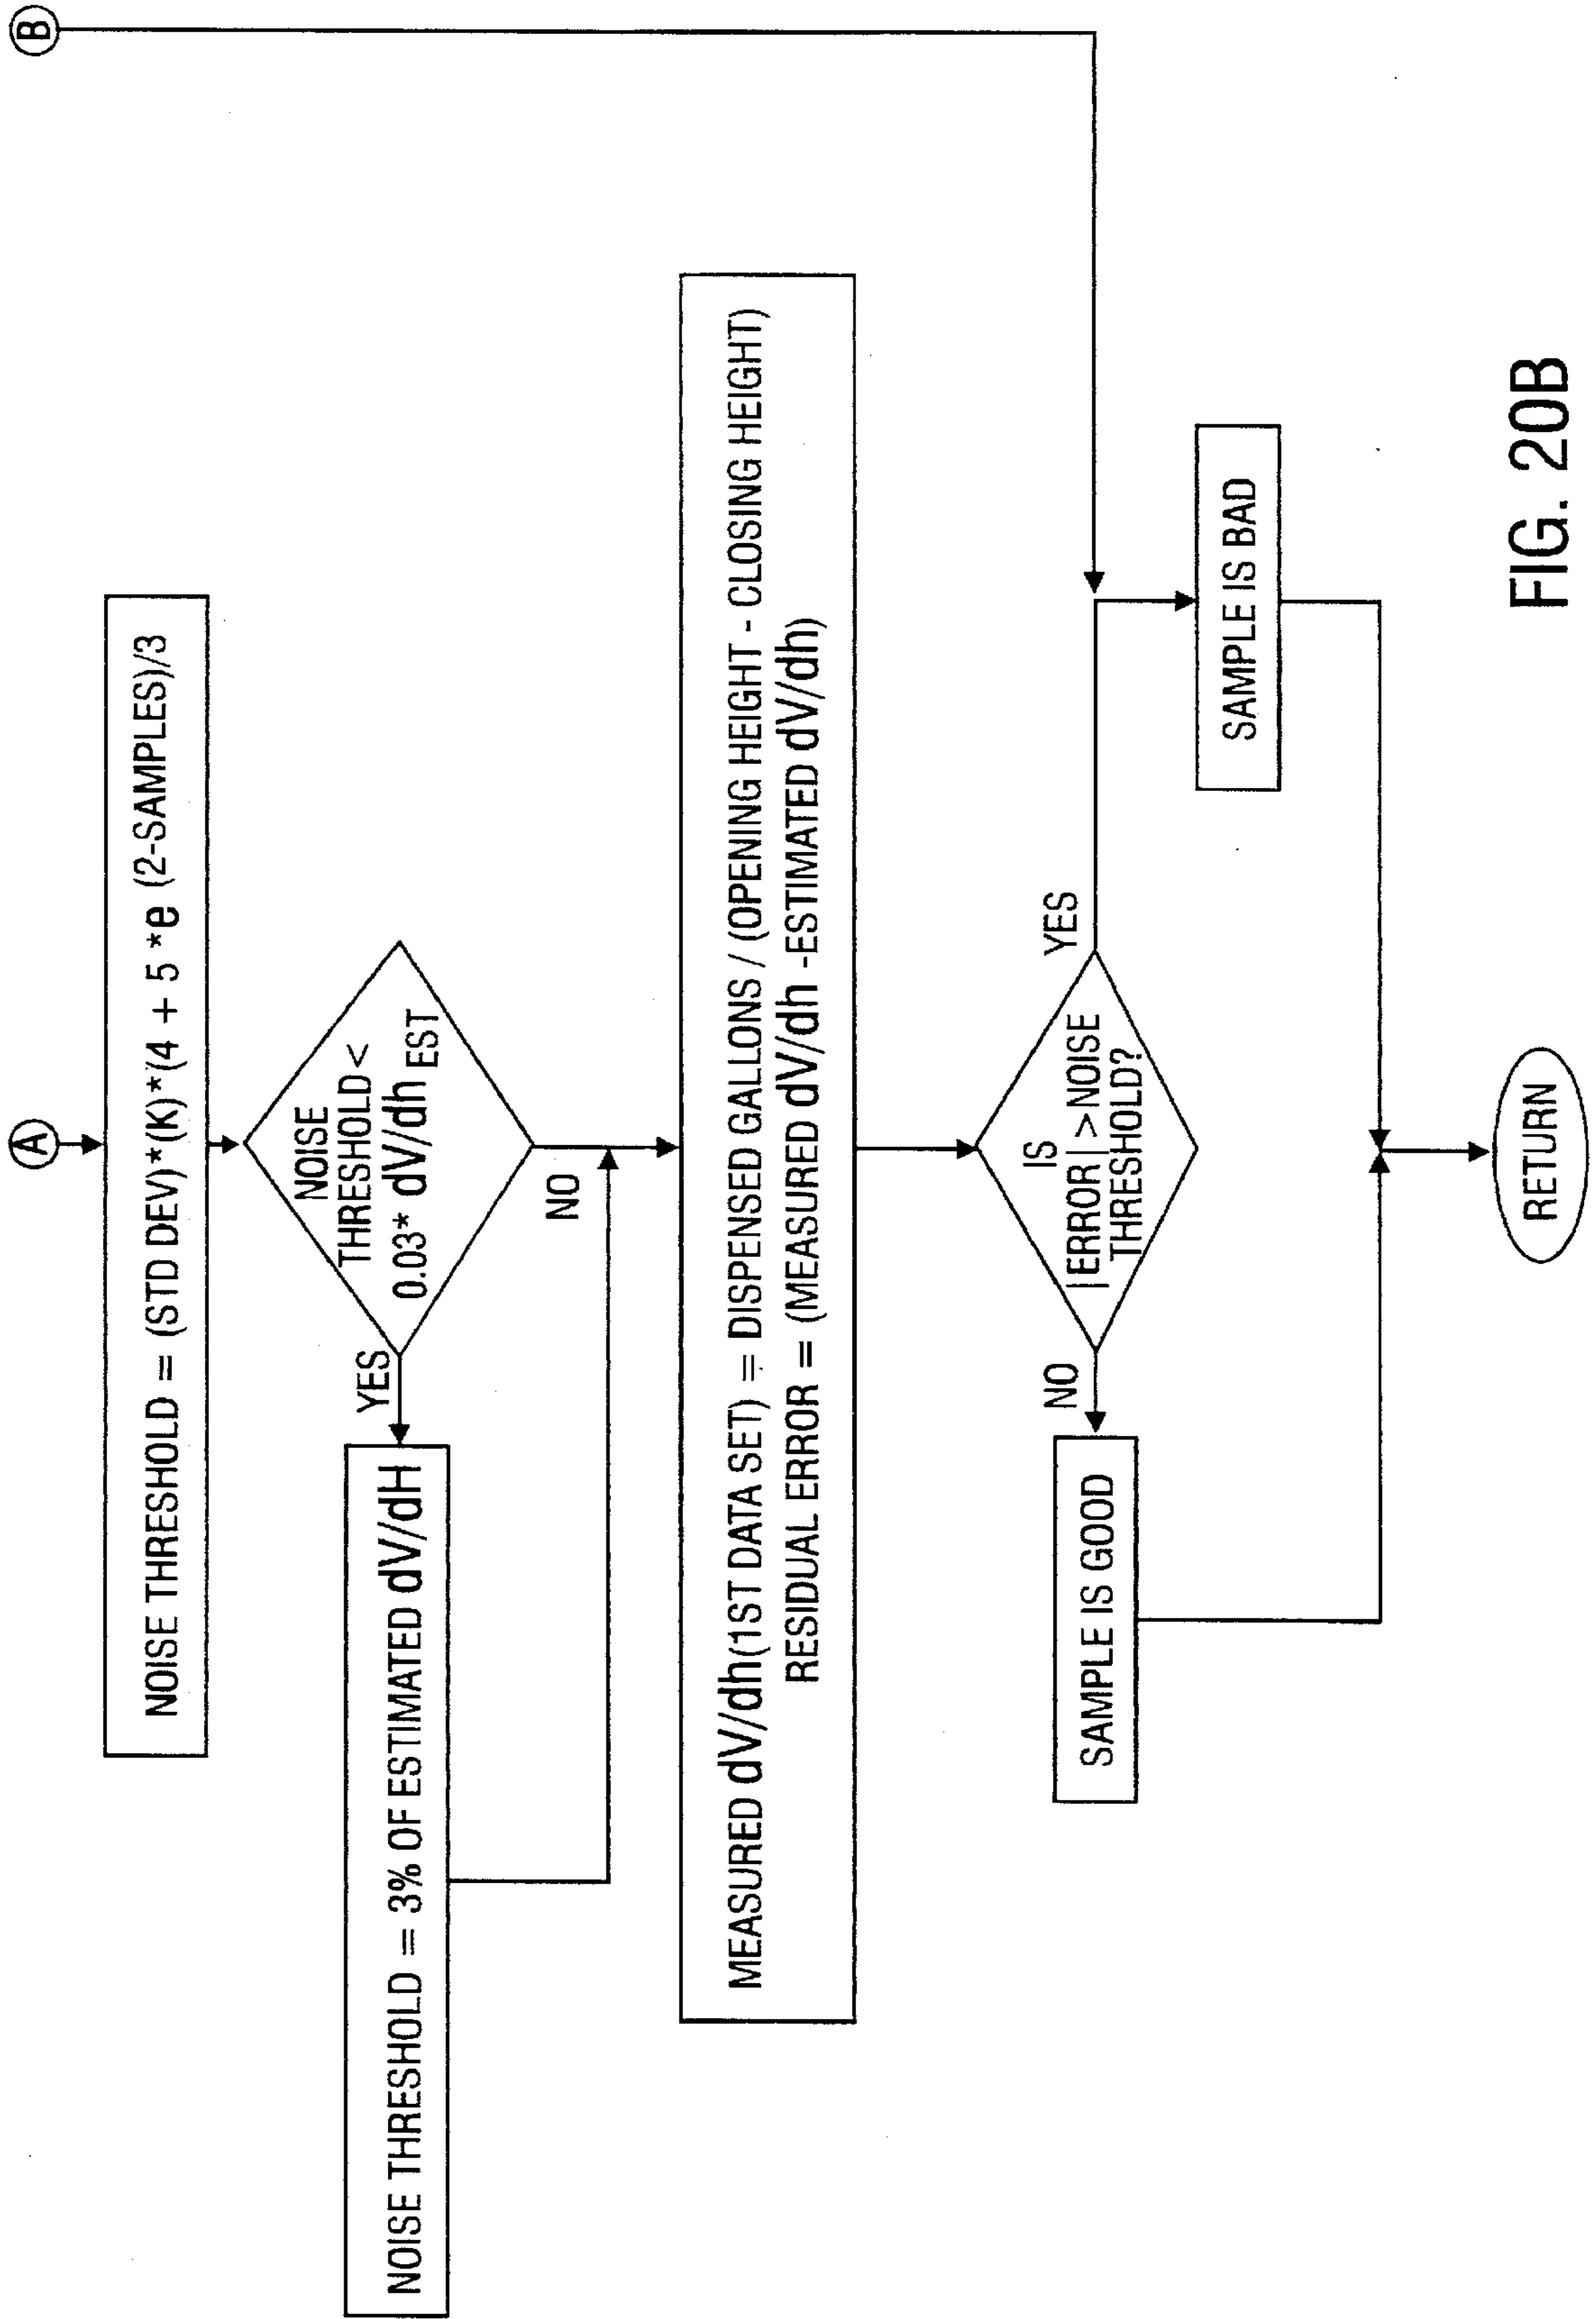 A
B
NOISE THRESHOLD = (STD DEV)*(K)*(4 + 5 *e (2-SAMPLES)/3
NOISE
THRESHOLD<
0.03* dV/dh EST
YES
NO
NOISE THRESHOLD = 3% OF ESTIMATED dV/dH
MEASURED dV/dh(1ST DATA SET) = DISPENSED GALLONS / (OPENING HEIGHT - CLOSING HEIGHT)
RESIDUAL ERROR = (MEASURED dV/dh -ESTIMATED dV/dh)
IS
|ERROR| >NOISE
THRESHOLD?
NO
YES
SAMPLE IS GOOD
SAMPLE IS BAD
RETURN
FIG. 20B